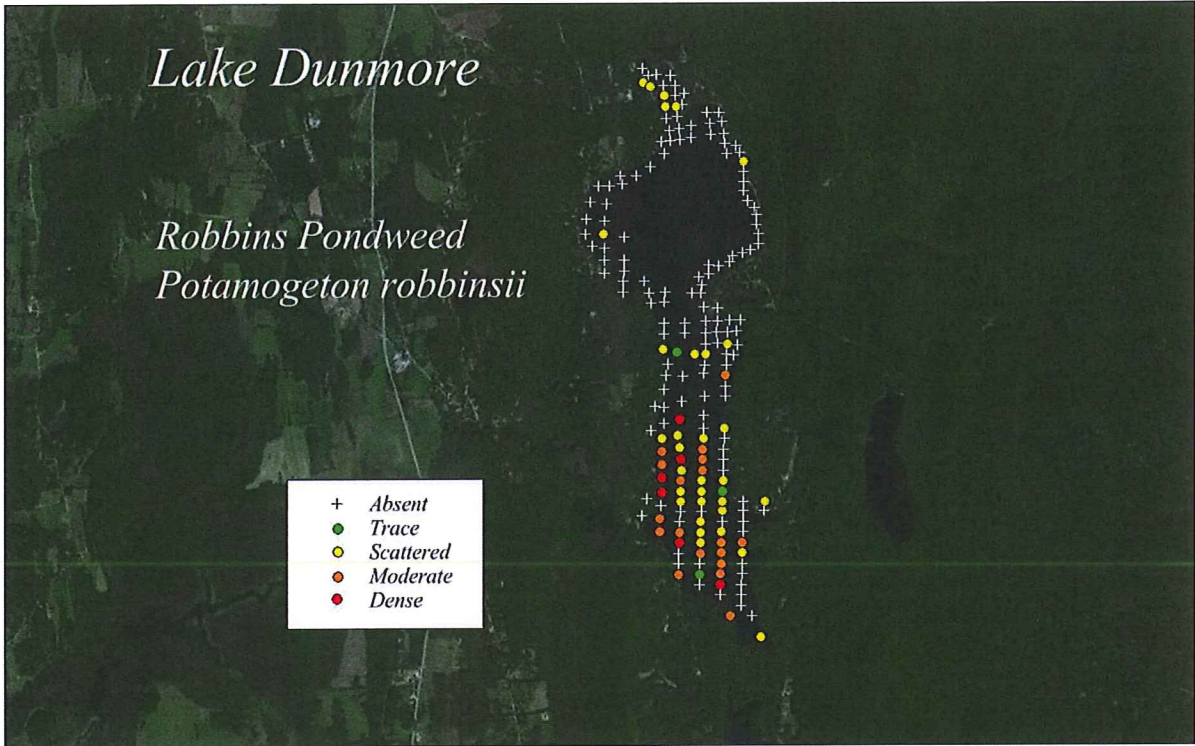 Lake Dunmore
Robbins Pondweed
Potamogeton robbinsii
Absent
Trace
Scattered
Moderate
Dense